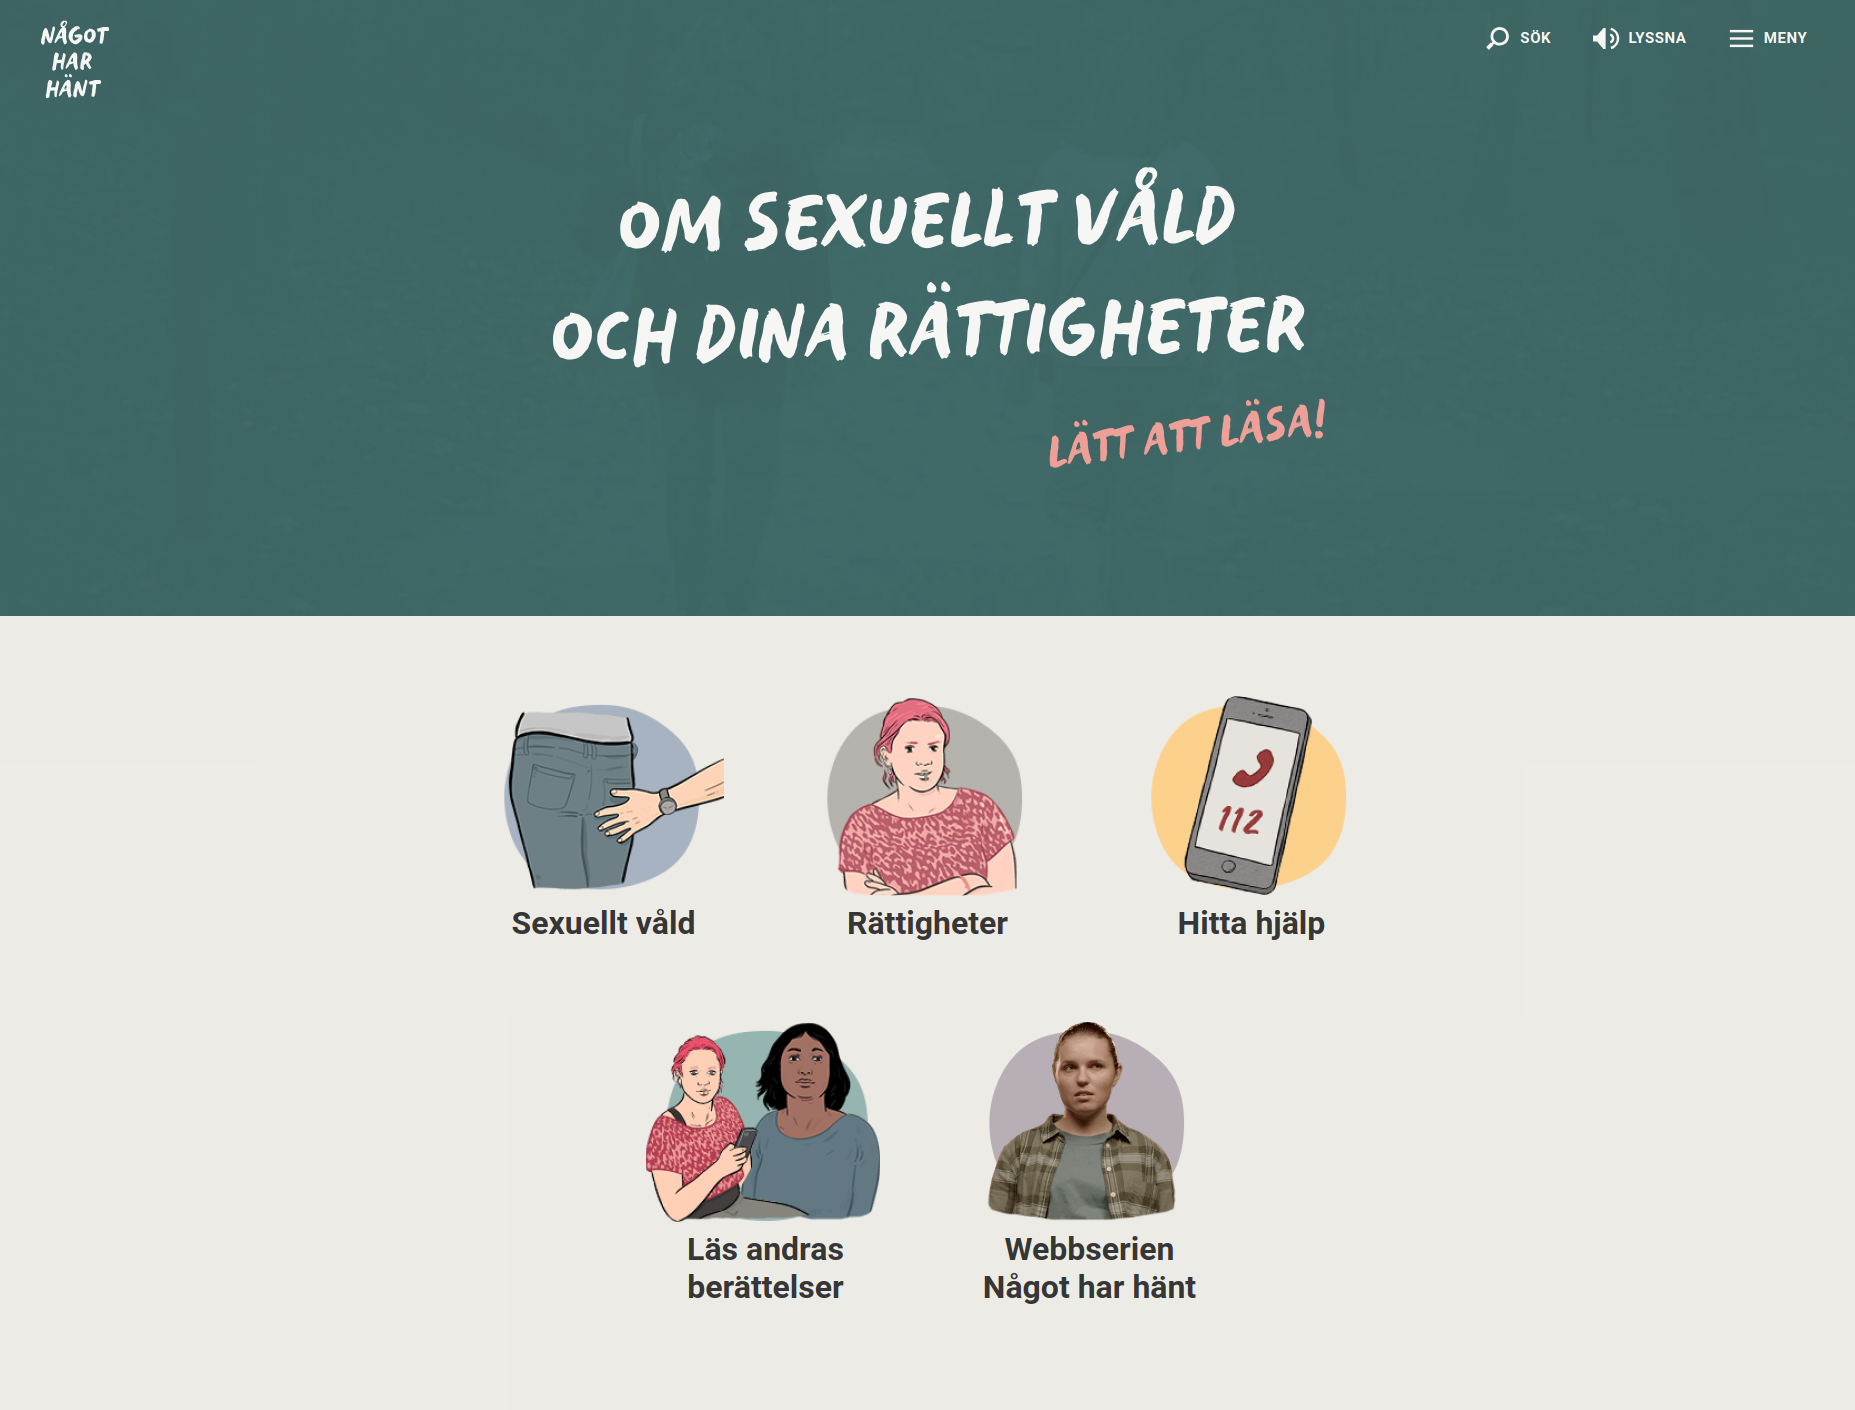 NÅGOT
HAR
HÄNT
SÖK
LYSSNA
MENY
OM SEXUELLT VÅLD
OCH DINA RÄTTIGHETER
LÄTT ATT LÄSA!
112
Sexuellt våld
Rättigheter
Hitta hjälp
Läs andras
berättelser
Webbserien
Något har hänt